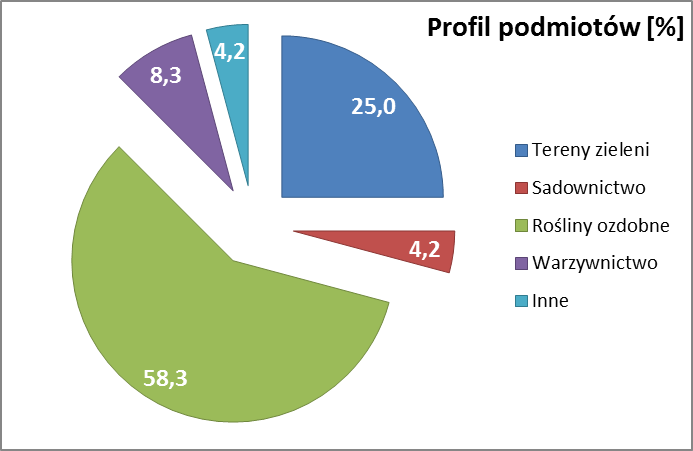 Profil podmiotów [%]
4,2
8,3
25,0
4,2
58,3
Tereny zieleni
Sadownictwo
Rośliny ozdobne
Warzywnictwo
Inne